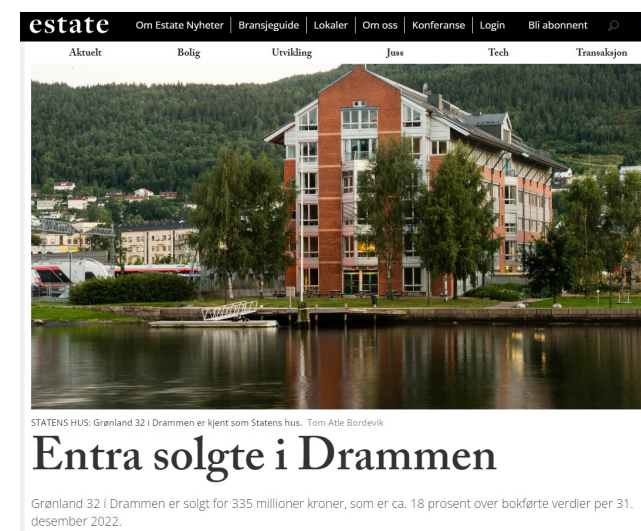 estate
Om Estate Nyheter | Bransjeguide | Lokaler | Om oss | Konferanse | Login Bli abonnent
Aktuelt Bolig Utvikling Juss Tech Transaksjon
STATENS HUS: Grønland 32 i Drammen er kjent som Statens hus. Tom Atle Bordevik
Entra solgte i Drammen
Grønland 32 i Drammen er solgt for 335 millioner kroner, som er ca. 18 prosent over bokførte verdier per 31.
desember 2022.